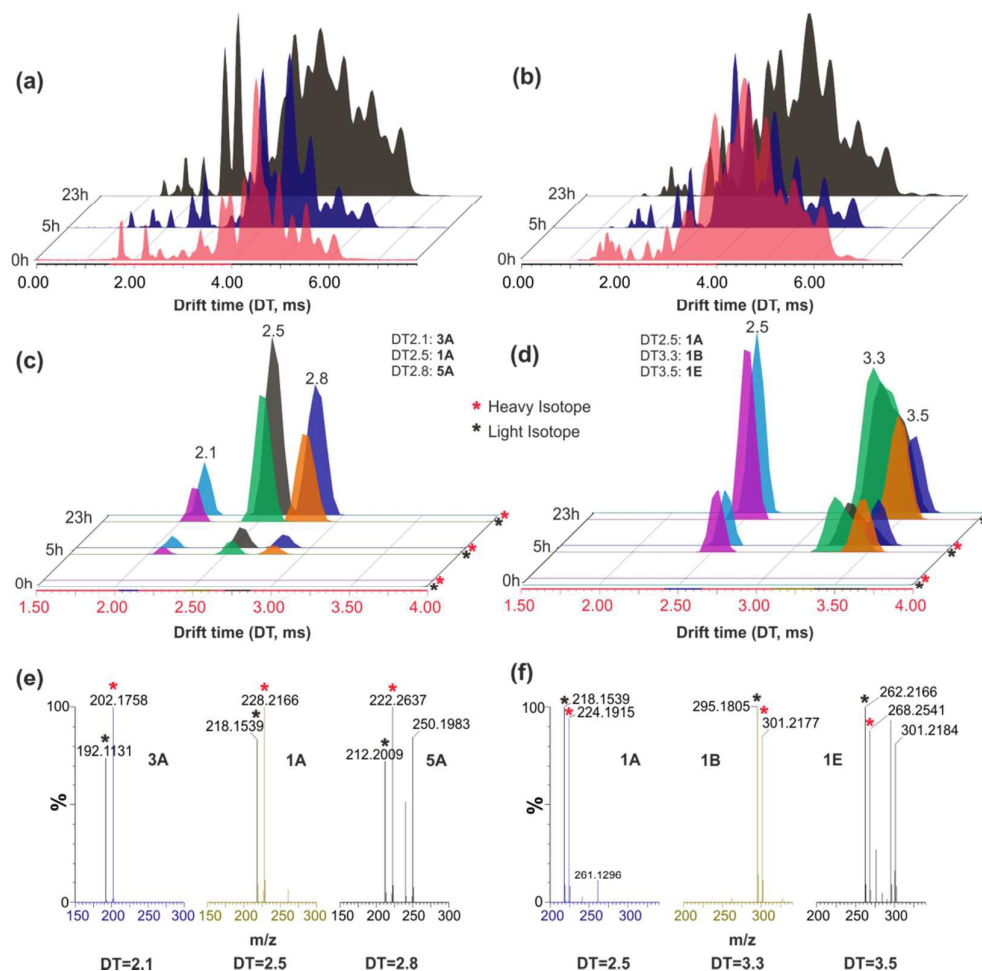 (a)
(b)
23h
5h
0h
0.00 2.00 4.00 6.00
Drift time (DT, ms)
23h
5h
0h
0.00 2.00 4.00 6.00
Drift time (DT, ms)
(c)
2.5
DT2.1: 3A
DT2.5: 1A
DT2.8: 5A
2.8
2.1
* Heavy Isotope
* Light Isotope
23h
5h
0h
1.50 2.00 2.50 3.00 3.50 4.00
Drift time (DT, ms)
(d)
DT2.5: 1A
DT3.3: 1B
DT3.5: 1E
2.5
3.3
3.5
23h
5h
0h
1.50 2.00 2.50 3.00 3.50 4.00
Drift time (DT, ms)
(e)
100
%
0
202.1758
192.1131
3A
228.2166
218.1539
1A
222.2637
212.2009
250.1983
5A
150 200 250 300
150 200 250 300
150 200 250 300
m/z
DT=2.1 DT=2.5 DT=2.8
(f)
100
%
0
218.1539
224.1915
1A
261.1296
295.1805
301.2177
1B
262.2166
268.2541
301.2184
1E
200 250 300
200 250 300
200 250 300
m/z
DT=2.5 DT=3.3 DT=3.5